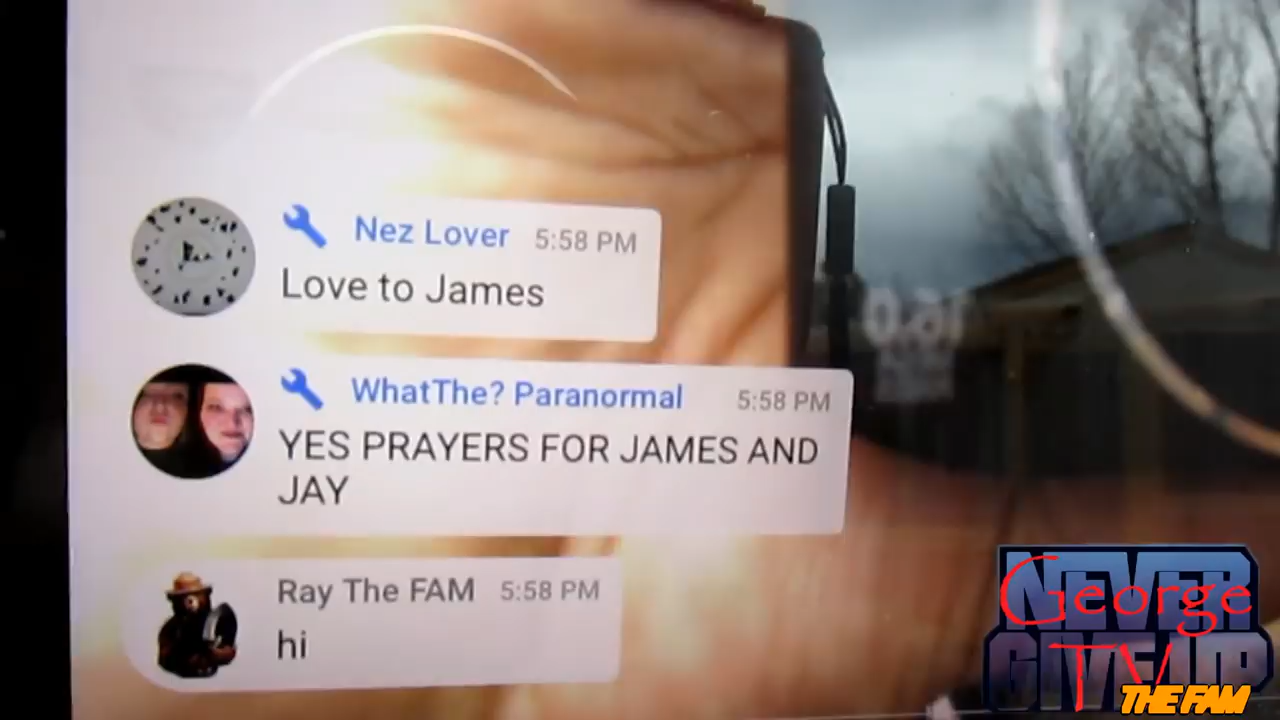 Nez Lover 5:58 PM
Love to James
WhatThe? Paranormal 5:58 PM
YES PRAYERS FOR JAMES AND
JAY
Ray The FAM 5:58 PM
hi
NEVER
George
GIVE UP
TV
THE FAM